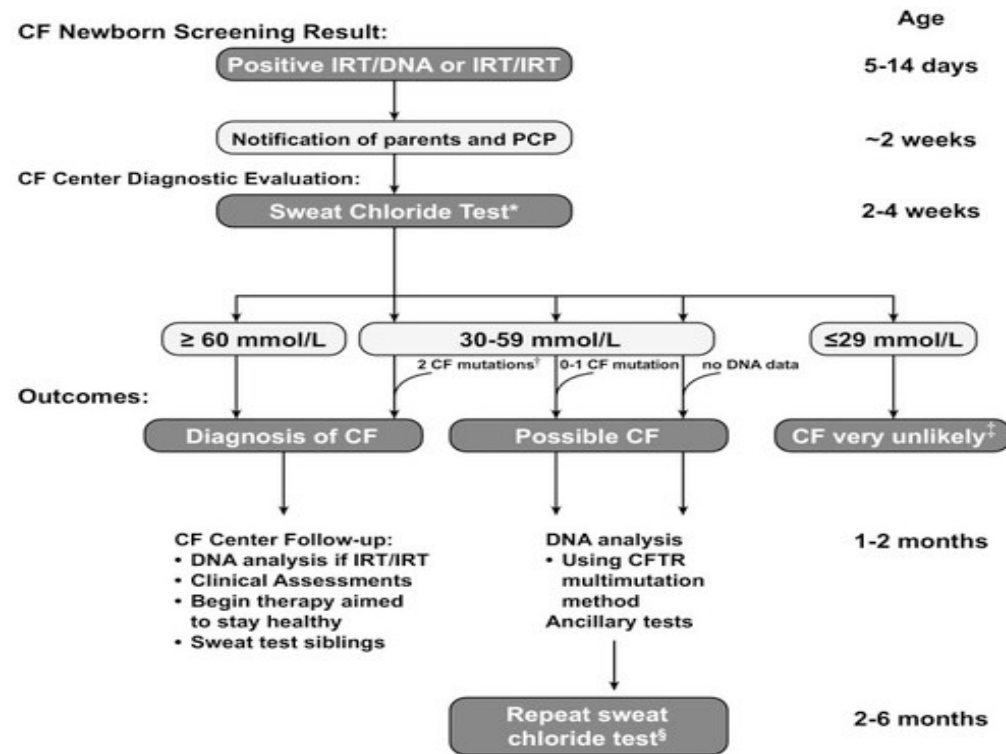 Age
CF Newborn Screening Result:
Positive IRT/DNA or IRT/IRT
5-14 days
Notification of parents and PCP
~2 weeks
CF Center Diagnostic Evaluation:
Sweat Chloride Test*
2-4 weeks
≥ 60 mmol/L
30-59 mmol/L
≤29 mmol/L
2 CF mutations†
0-1 CF mutation
no DNA data
Outcomes:
Diagnosis of CF
Possible CF
CF very unlikely‡
CF Center Follow-up:
• DNA analysis if IRT/IRT
• Clinical Assessments
• Begin therapy aimed
to stay healthy
• Sweat test siblings
DNA analysis
• Using CFTR
multimutation
method
Ancillary tests
1-2 months
Repeat sweat
chloride test§
2-6 months